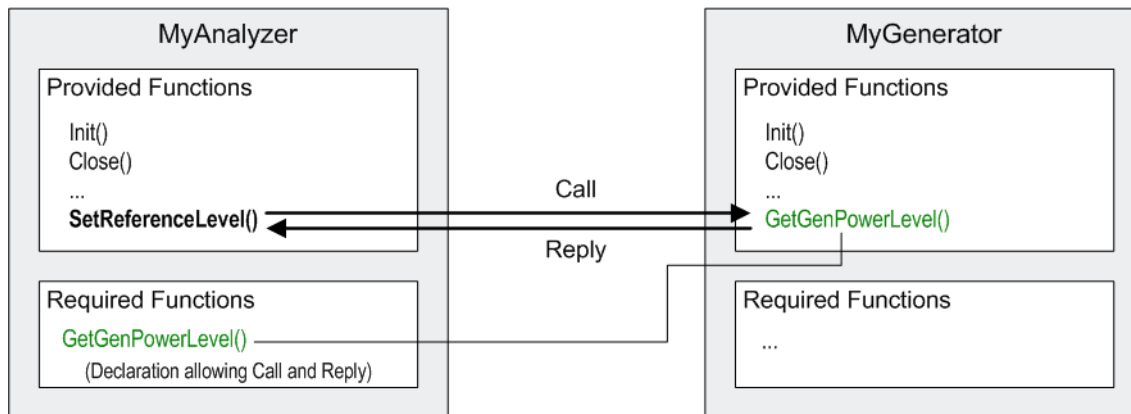 MyAnalyzer
Provided Functions
Init()
Close()
...
SetReferenceLevel()
Required Functions
GetGenPowerLevel()
(Declaration allowing Call and Reply)
Call
Reply
MyGenerator
Provided Functions
Init()
Close()
...
GetGenPowerLevel()
Required Functions
...